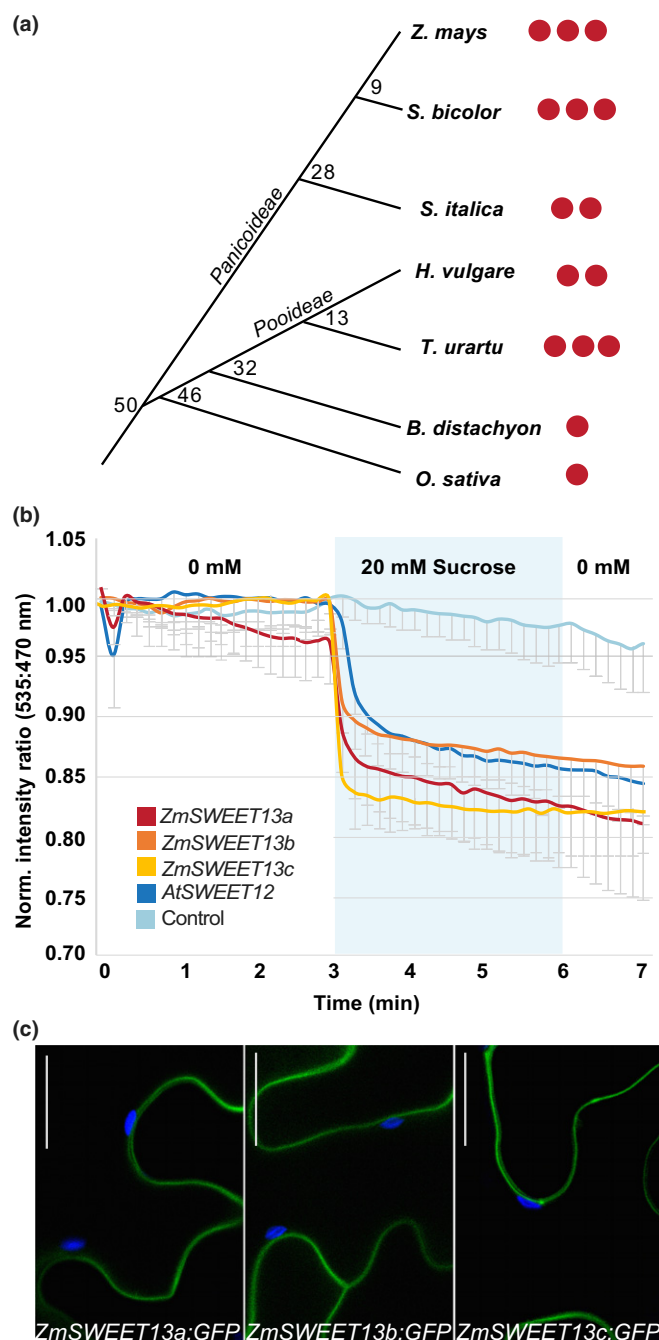 (a)
Z. mays
9
S. bicolor
28
S. italica
Panicoideae
H. vulgare
Pooideae
13
T. urartu
32
50
46
B. distachyon
O. sativa
(b)
1.05
0 mM
20 mM Sucrose
0 mM
1.00
0.95
0.90
0.85
0.80
0.75
0.70
Norm. intensity ratio (535:470 nm)
ZmSWEET13a
ZmSWEET13b
ZmSWEET13c
AtSWEET12
Control
0 1 2 3 4 5 6 7
Time (min)
(c)
ZmSWEET13a:GFP
ZmSWEET13b:GFP
ZmSWEET13c:GFP